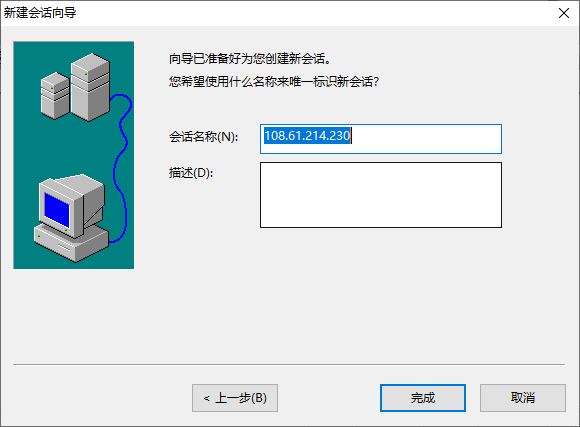 新建会话向导
向导已准备好为您创建新会话。
您希望使用什么名称来唯一标识新会话?
会话名称(N):
108.61.214.230
描述(D):
< 上一步(B)
完成
取消